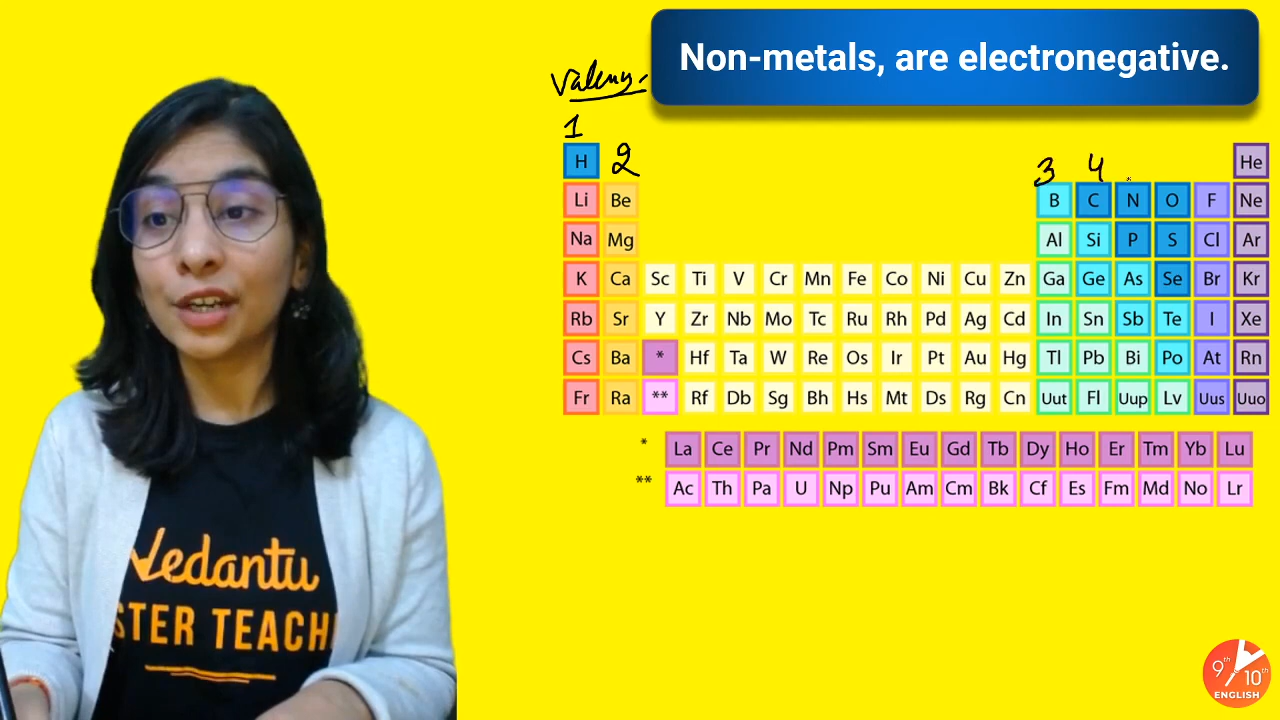 Non-metals, are electronegative.
Valency-
1
2
3 4
H He
Li Be B C N O F Ne
Na Mg Al Si P S Cl Ar
K Ca Sc Ti V Cr Mn Fe Co Ni Cu Zn Ga Ge As Se Br Kr
Rb Sr Y Zr Nb Mo Tc Ru Rh Pd Ag Cd In Sn Sb Te I Xe
Cs Ba * Hf Ta W Re Os Ir Pt Au Hg Tl Pb Bi Po At Rn
Fr Ra ** Rf Db Sg Bh Hs Mt Ds Rg Cn Uut Fl Uup Lv Uus Uuo
* La Ce Pr Nd Pm Sm Eu Gd Tb Dy Ho Er Tm Yb Lu
** Ac Th Pa U Np Pu Am Cm Bk Cf Es Fm Md No Lr
Vedantu
STER TEACH
9th 10th
ENGLISH